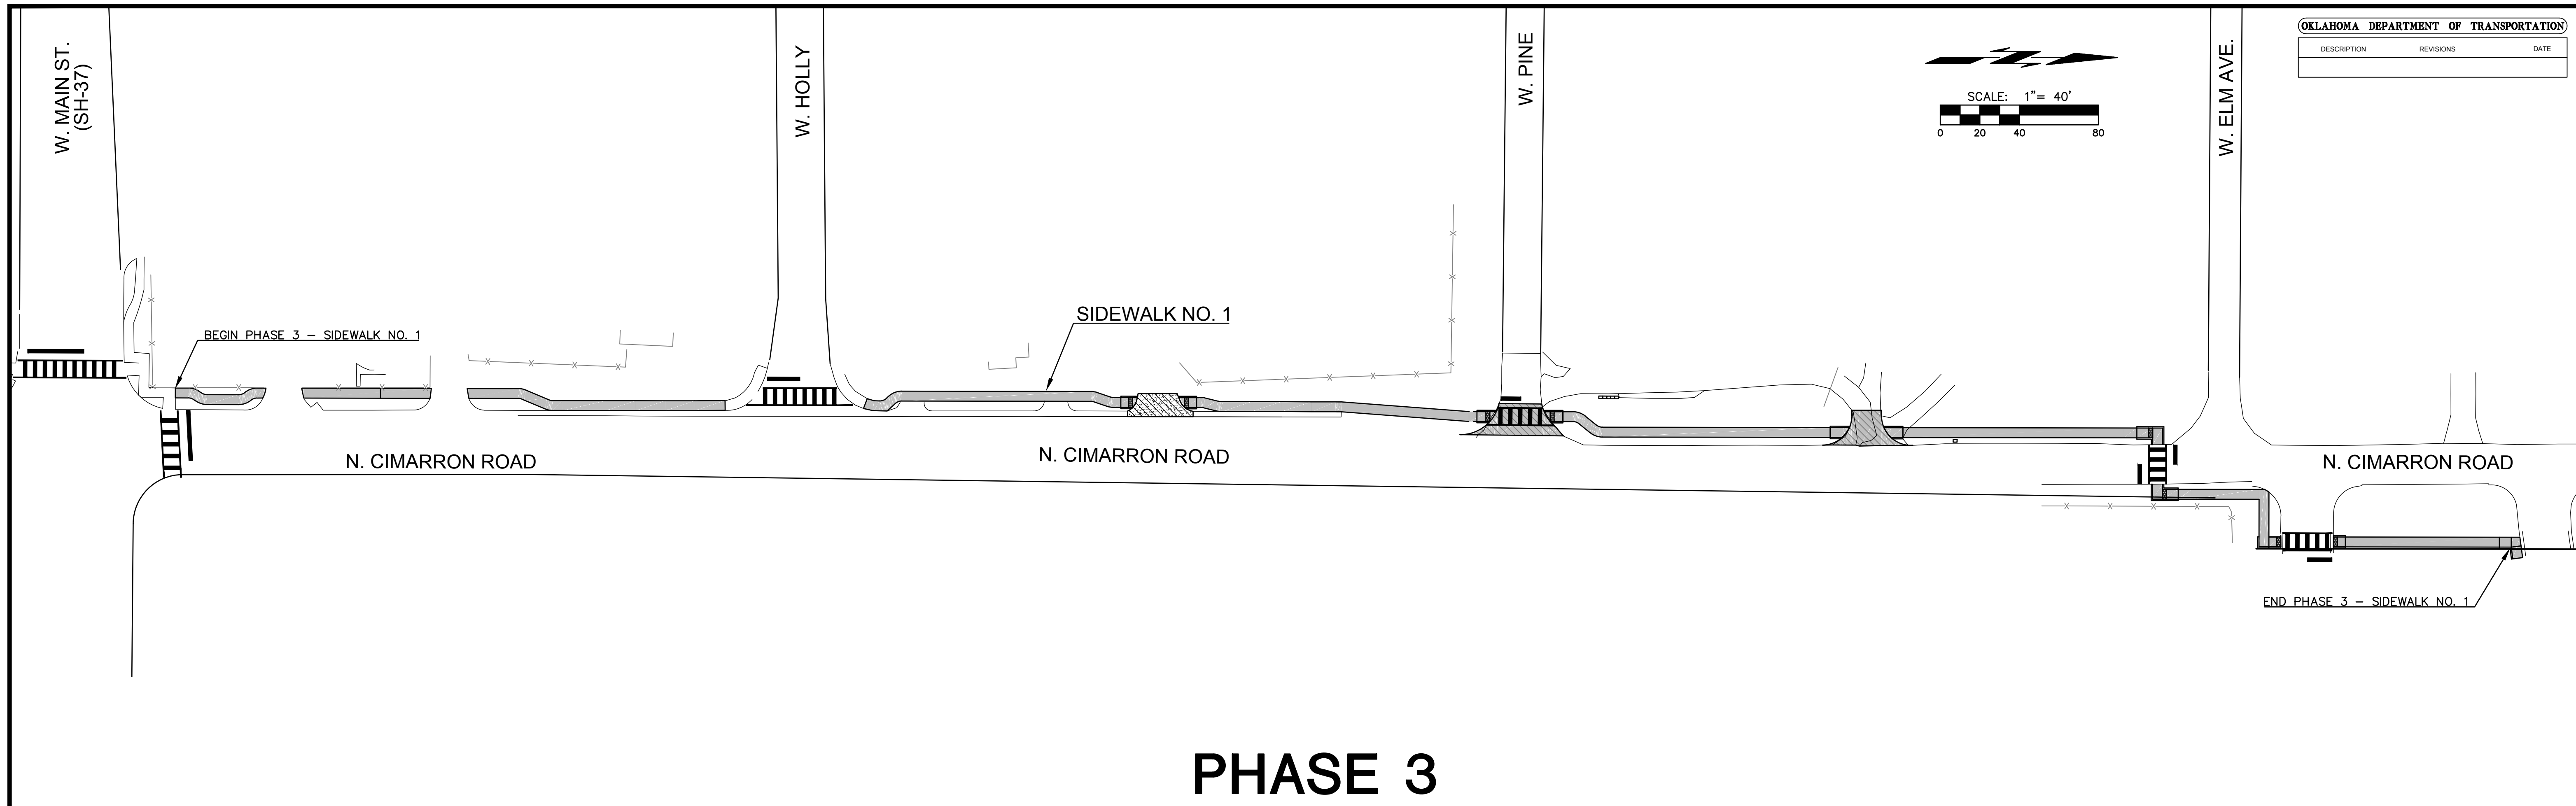 OKLAHOMA DEPARTMENT OF TRANSPORTATION
DESCRIPTION REVISIONS DATE
W. MAIN ST.
(SH-37)
W. HOLLY
W. PINE
W. ELM AVE.
SCALE: 1"= 40'
0 20 40 80
BEGIN PHASE 3 – SIDEWALK NO. 1
SIDEWALK NO. 1
N. CIMARRON ROAD
N. CIMARRON ROAD
N. CIMARRON ROAD
END PHASE 3 – SIDEWALK NO. 1
PHASE 3